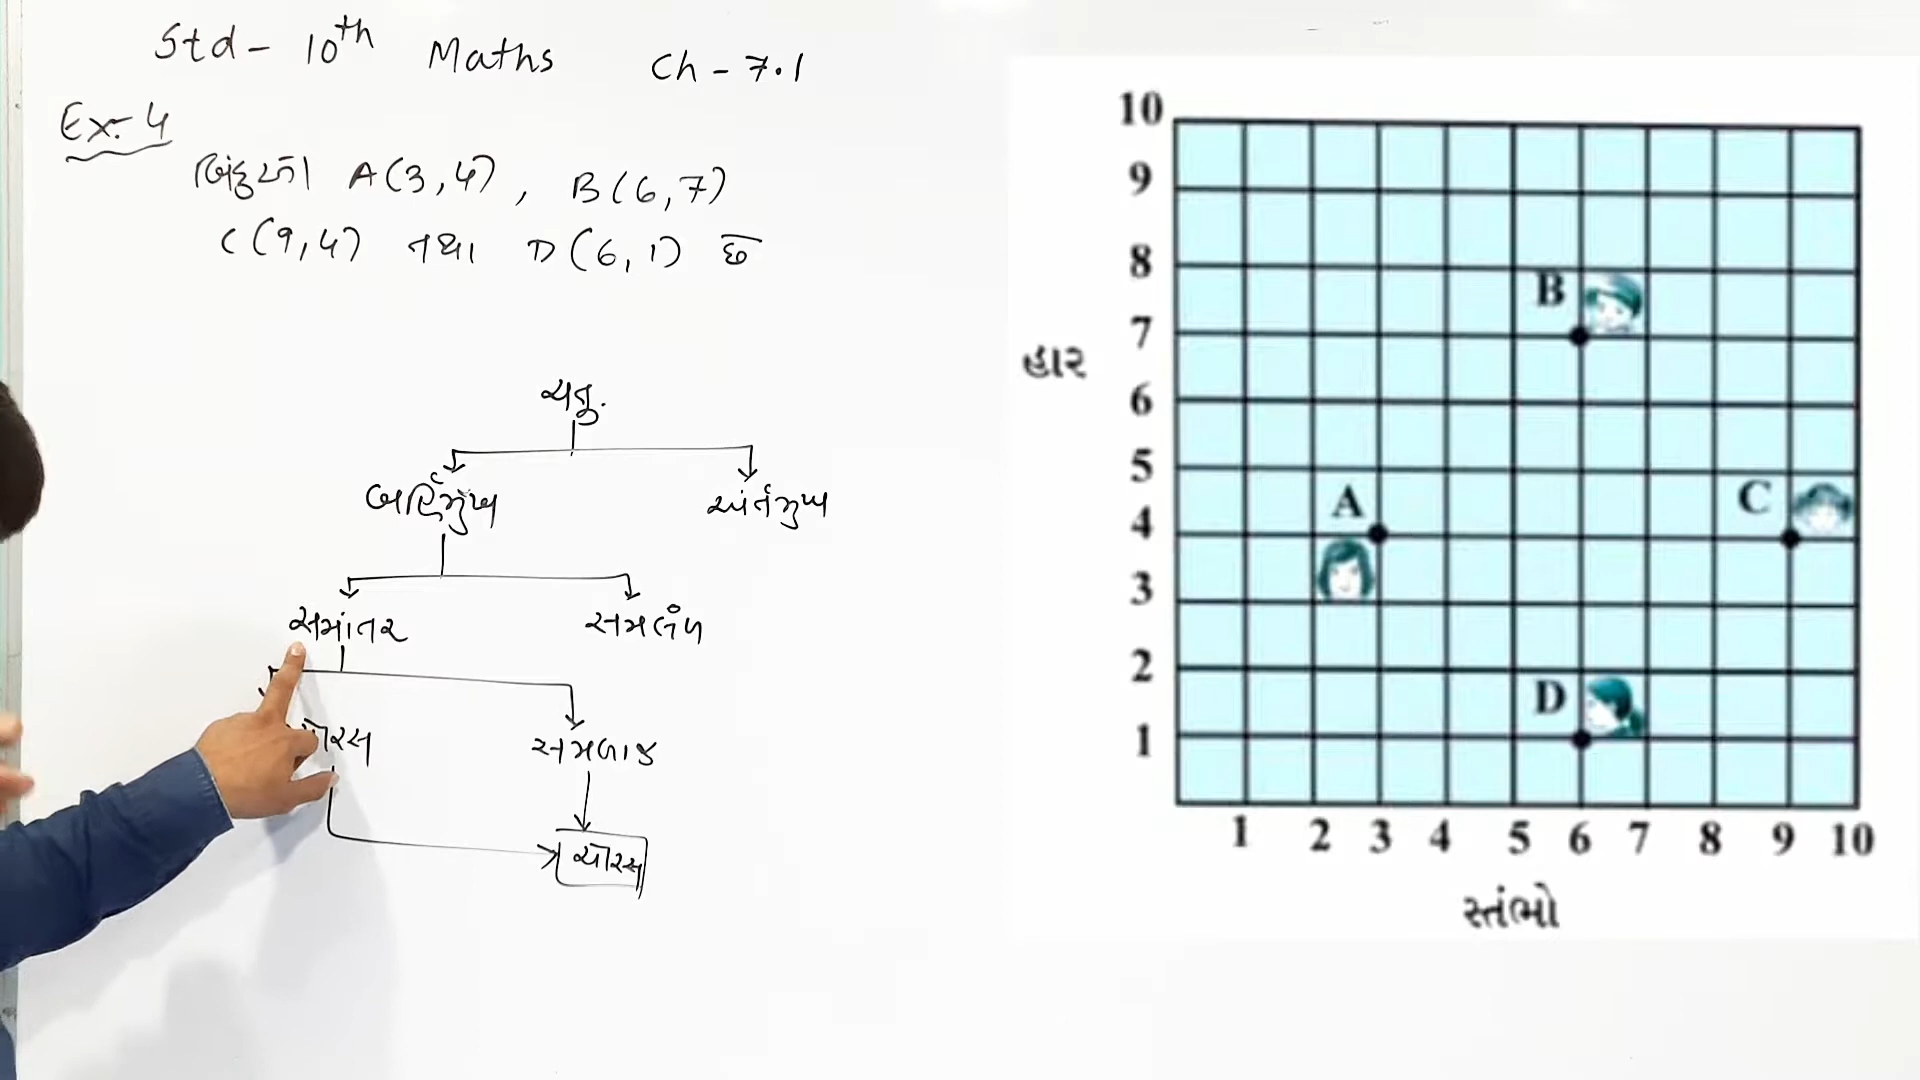 Std - 10th Maths Ch - 7.1
Ex:- 4
બિંદુઓ A(3,4), B(6,7)
C(9,4) તથા D(6,1) છે
ચતુ.
બર્હિમુખ અંર્તમુખ
સમાંતર સમલંબ
સમબાજુ
ચોરસ
10
9
8
7
6
5
4
3
2
1
હાર
B
A
C
D
1 2 3 4 5 6 7 8 9 10
સ્તંભો